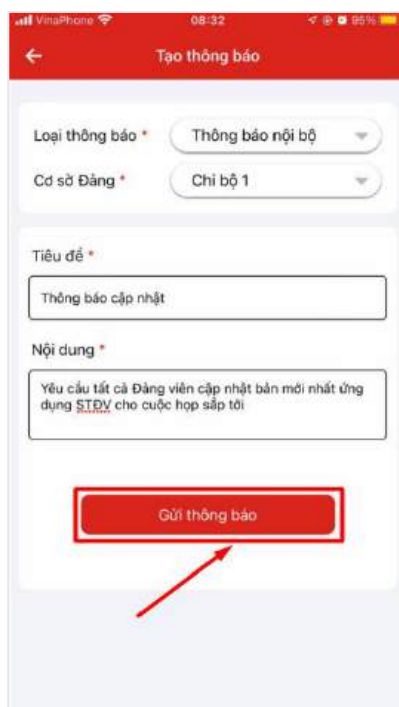 VinaPhone 08:32 95%
Tạo thông báo
Loại thông báo * Thông báo nội bộ
Cơ sở Đảng * Chi bộ 1
Tiêu đề *
Thông báo cập nhật
Nội dung *
Yêu cầu tất cả Đảng viên cập nhật bản mới nhất ứng
dụng STĐV cho cuộc họp sắp tới
Gửi thông báo